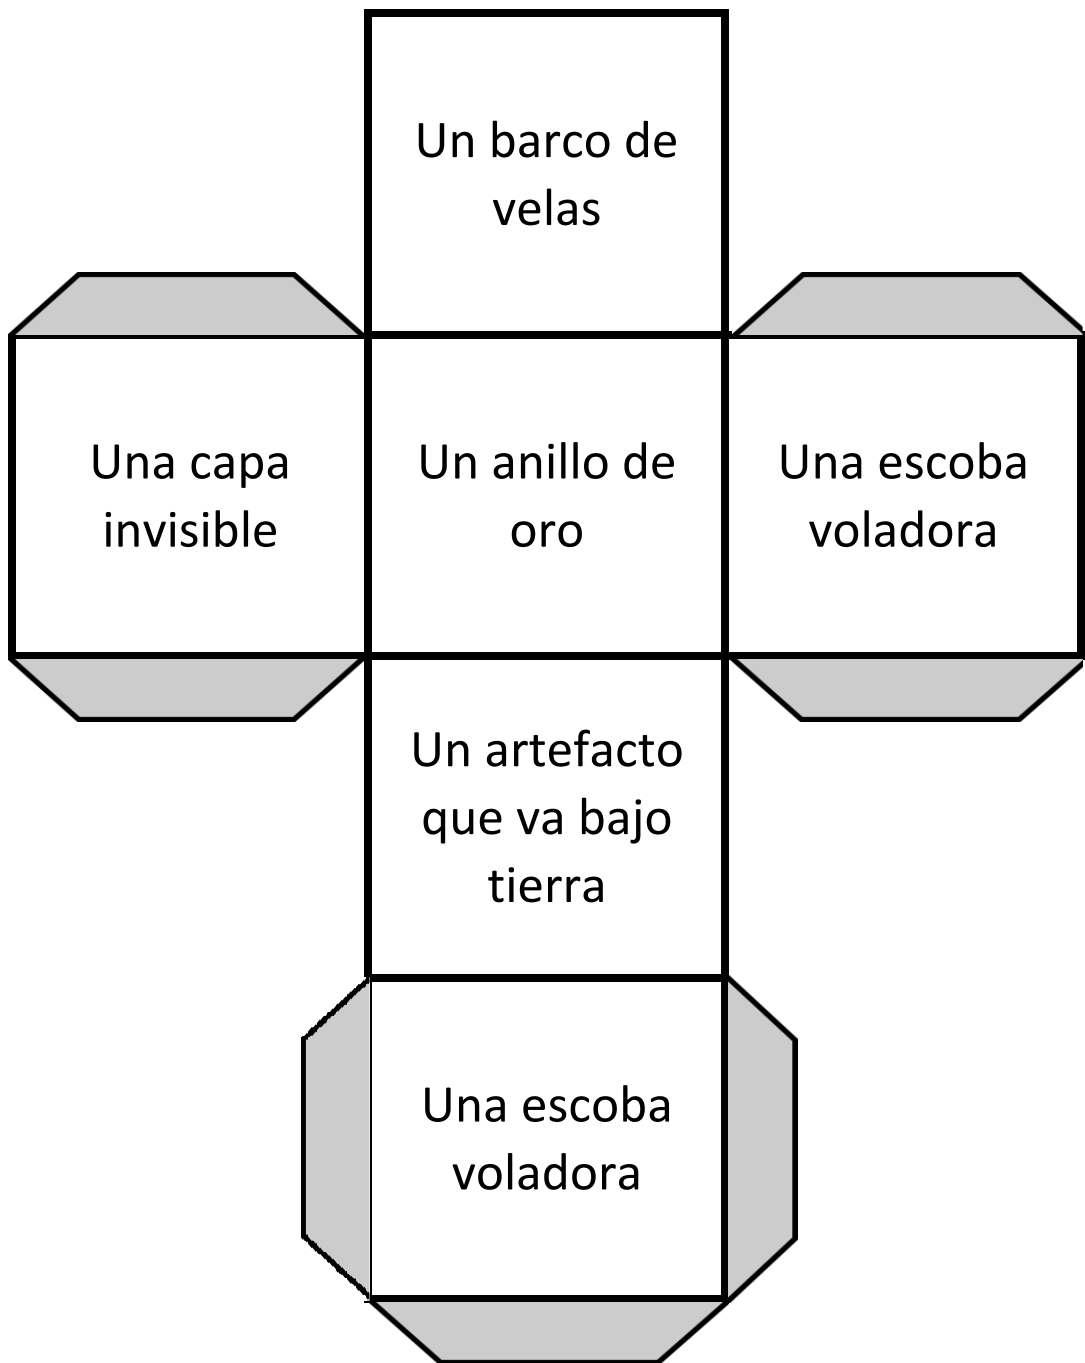 Un barco de
velas
Una capa
invisible
Un anillo de
oro
Una escoba
voladora
Un artefacto
que va bajo
tierra
Una escoba
voladora